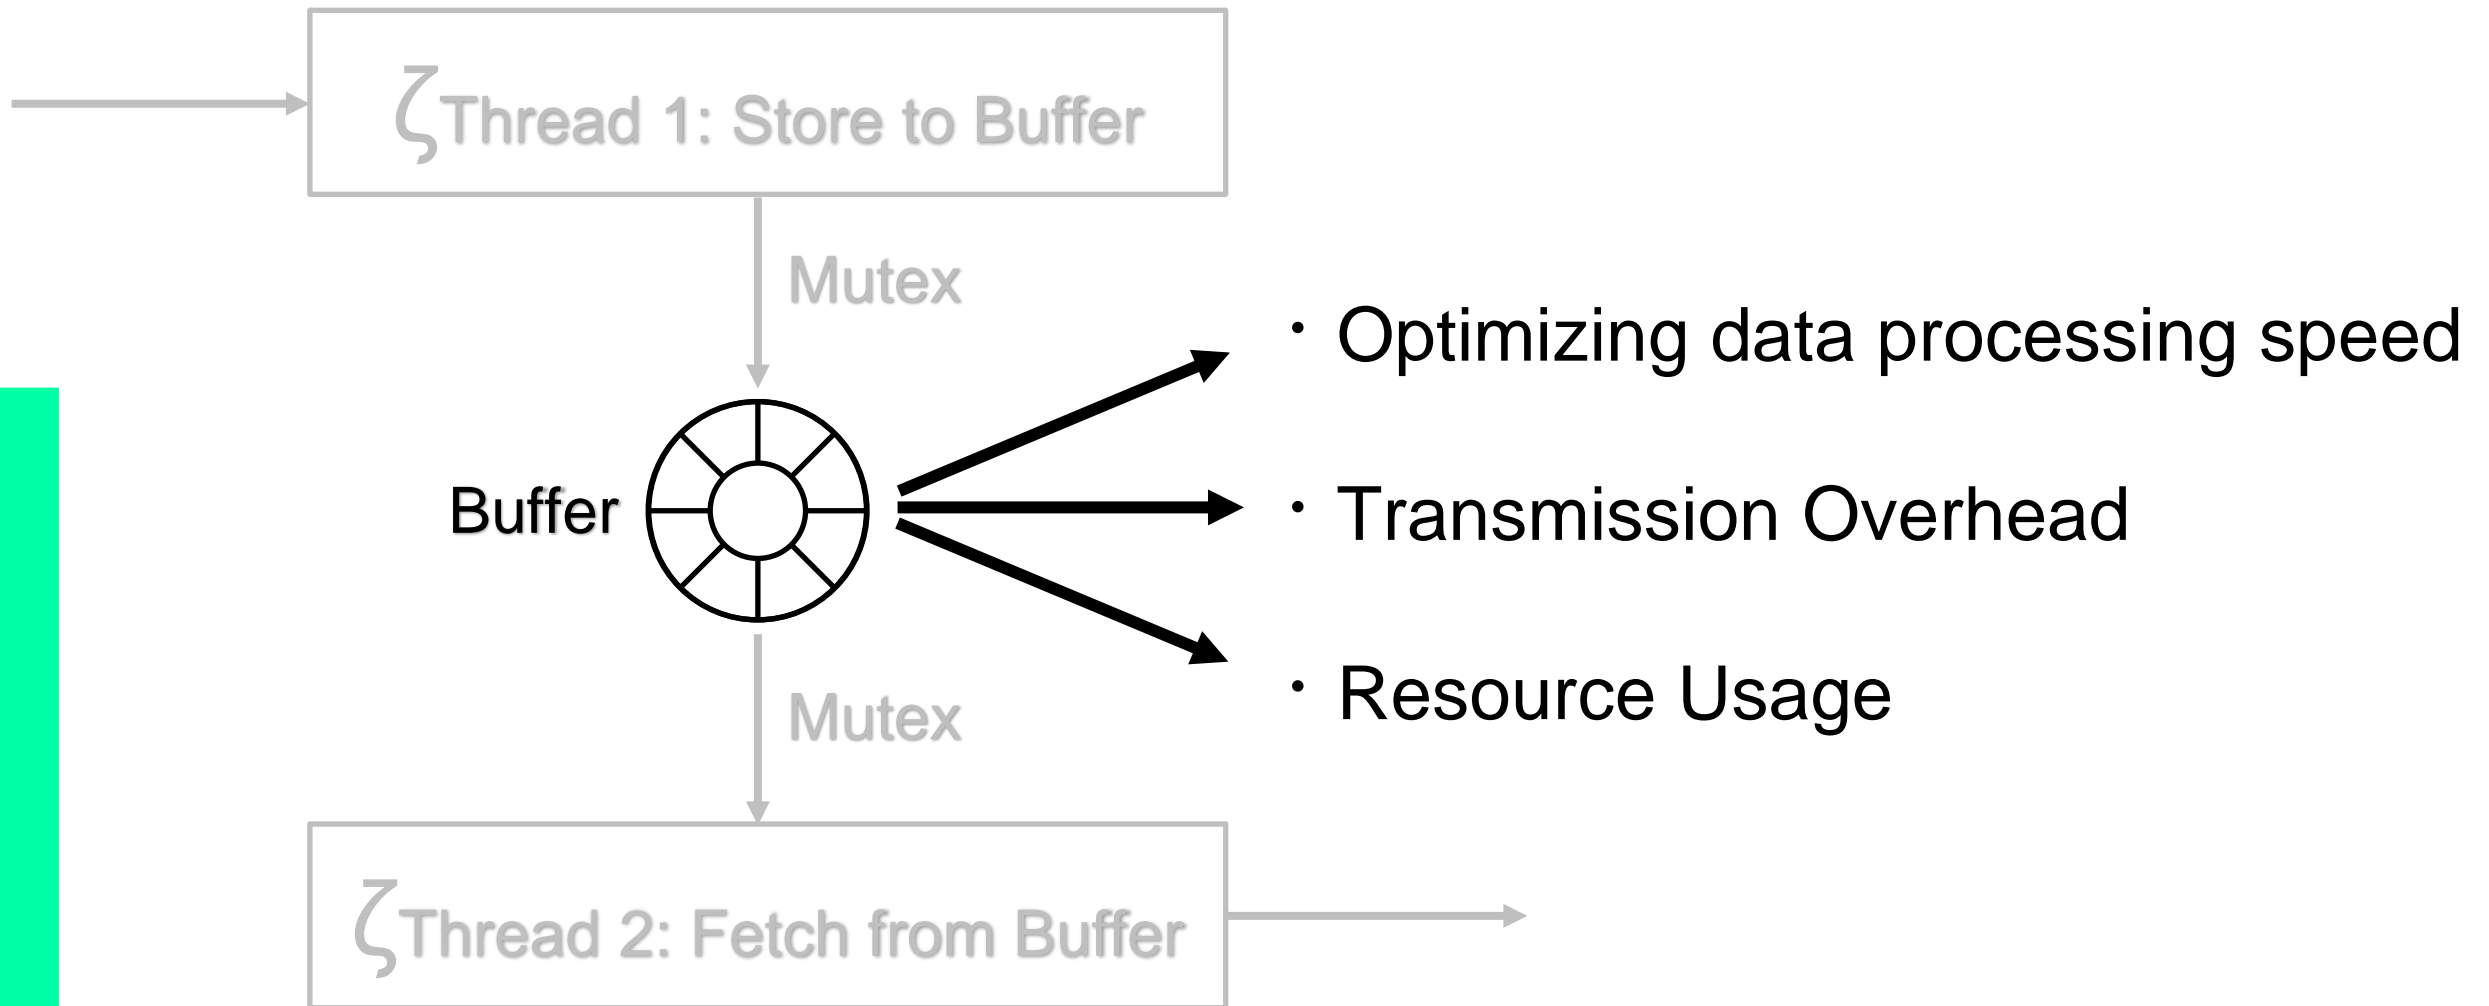 ζThread 1: Store to Buffer
Mutex
· Optimizing data processing speed
Buffer
· Transmission Overhead
· Resource Usage
Mutex
ζThread 2: Fetch from Buffer